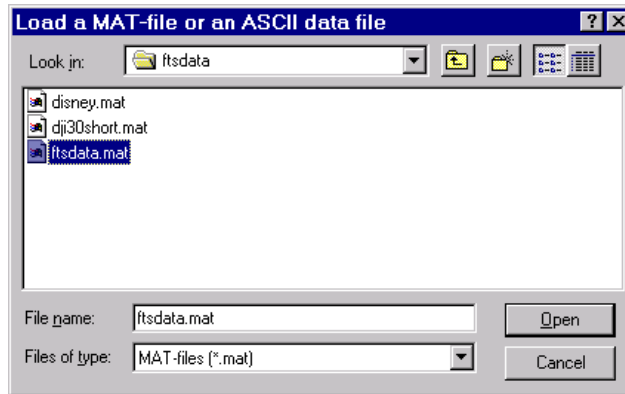 Load a MAT-file or an ASCII data file
Look in: ftsdata
disney.mat
dji30short.mat
ftsdata.mat
File name: ftsdata.mat Open
Files of type: MAT-files (*.mat) Cancel